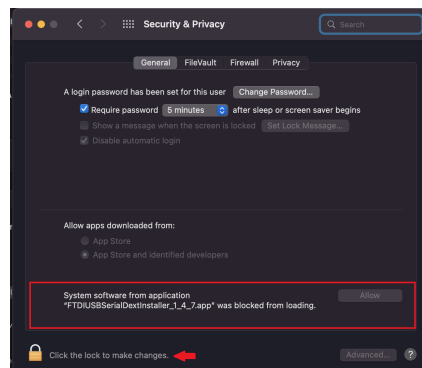 Security & Privacy
Search
General FileVault Firewall Privacy
A login password has been set for this user Change Password...
Require password 5 minutes after sleep or screen saver begins
Show a message when the screen is locked Set Lock Message...
Disable automatic login
Allow apps downloaded from:
App Store
App Store and identified developers
System software from application Allow
"FTDIUSBSerialDextInstaller_1_4_7.app" was blocked from loading.
Click the lock to make changes. Advanced... ?